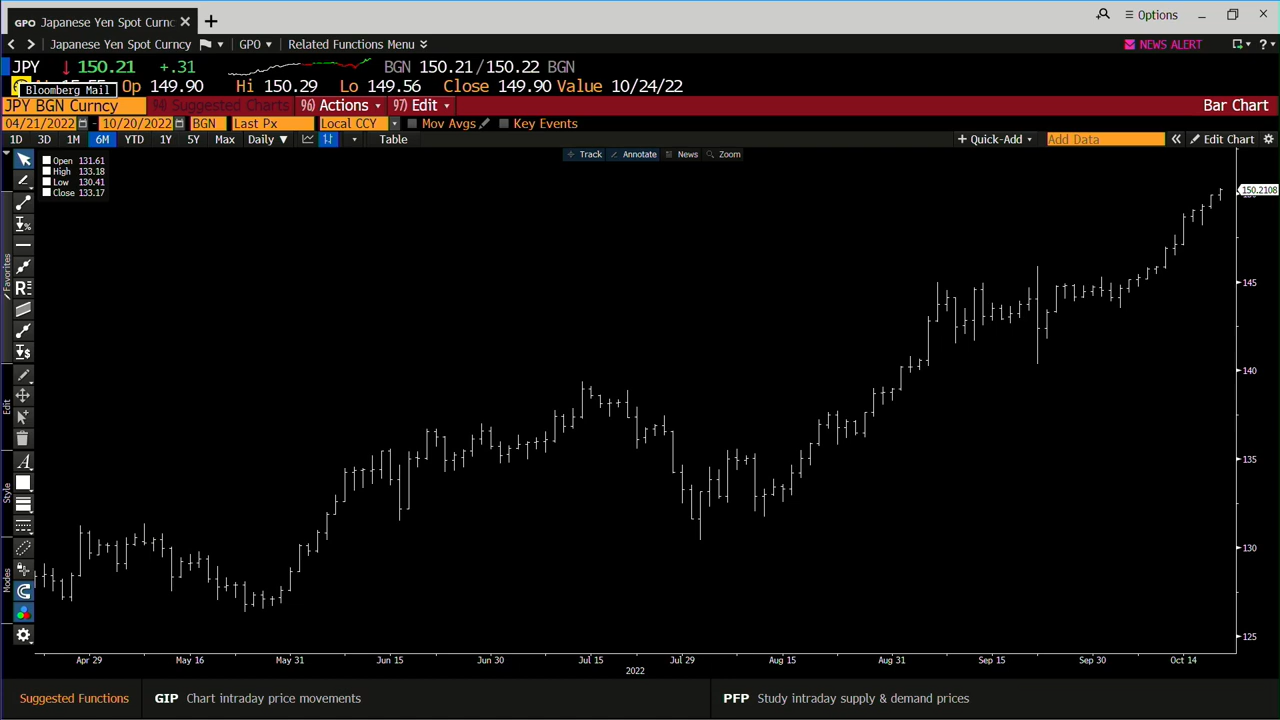 GPO Japanese Yen Spot Curnc
Options
Japanese Yen Spot Curncy GPO Related Functions Menu
NEWS ALERT ?
JPY ↓ 150.21 +.31 BGN 150.21/150.22 BGN
Op 149.90 Hi 150.29 Lo 149.56 Close 149.90 Value 10/24/22
Bloomberg Mail
JPY BGN Curncy 94) Suggested Charts 96) Actions 97) Edit Bar Chart
04/21/2022 - 10/20/2022 BGN Last Px Local CCY Mov Avgs Key Events
1D 3D 1M 6M YTD 1Y 5Y Max Daily ▼ Table + Quick-Add Add Data « Edit Chart
Track Annotate News Zoom
Open 131.61
High 133.18
Low 130.41
Close 133.17
150.2108
145
140
135
130
125
Favorites
Edit
Style
Modes
Apr 29 May 16 May 31 Jun 15 Jun 30 Jul 15 Jul 29 Aug 15 Aug 31 Sep 15 Sep 30 Oct 14
2022
Suggested Functions GIP Chart intraday price movements PFP Study intraday supply & demand prices